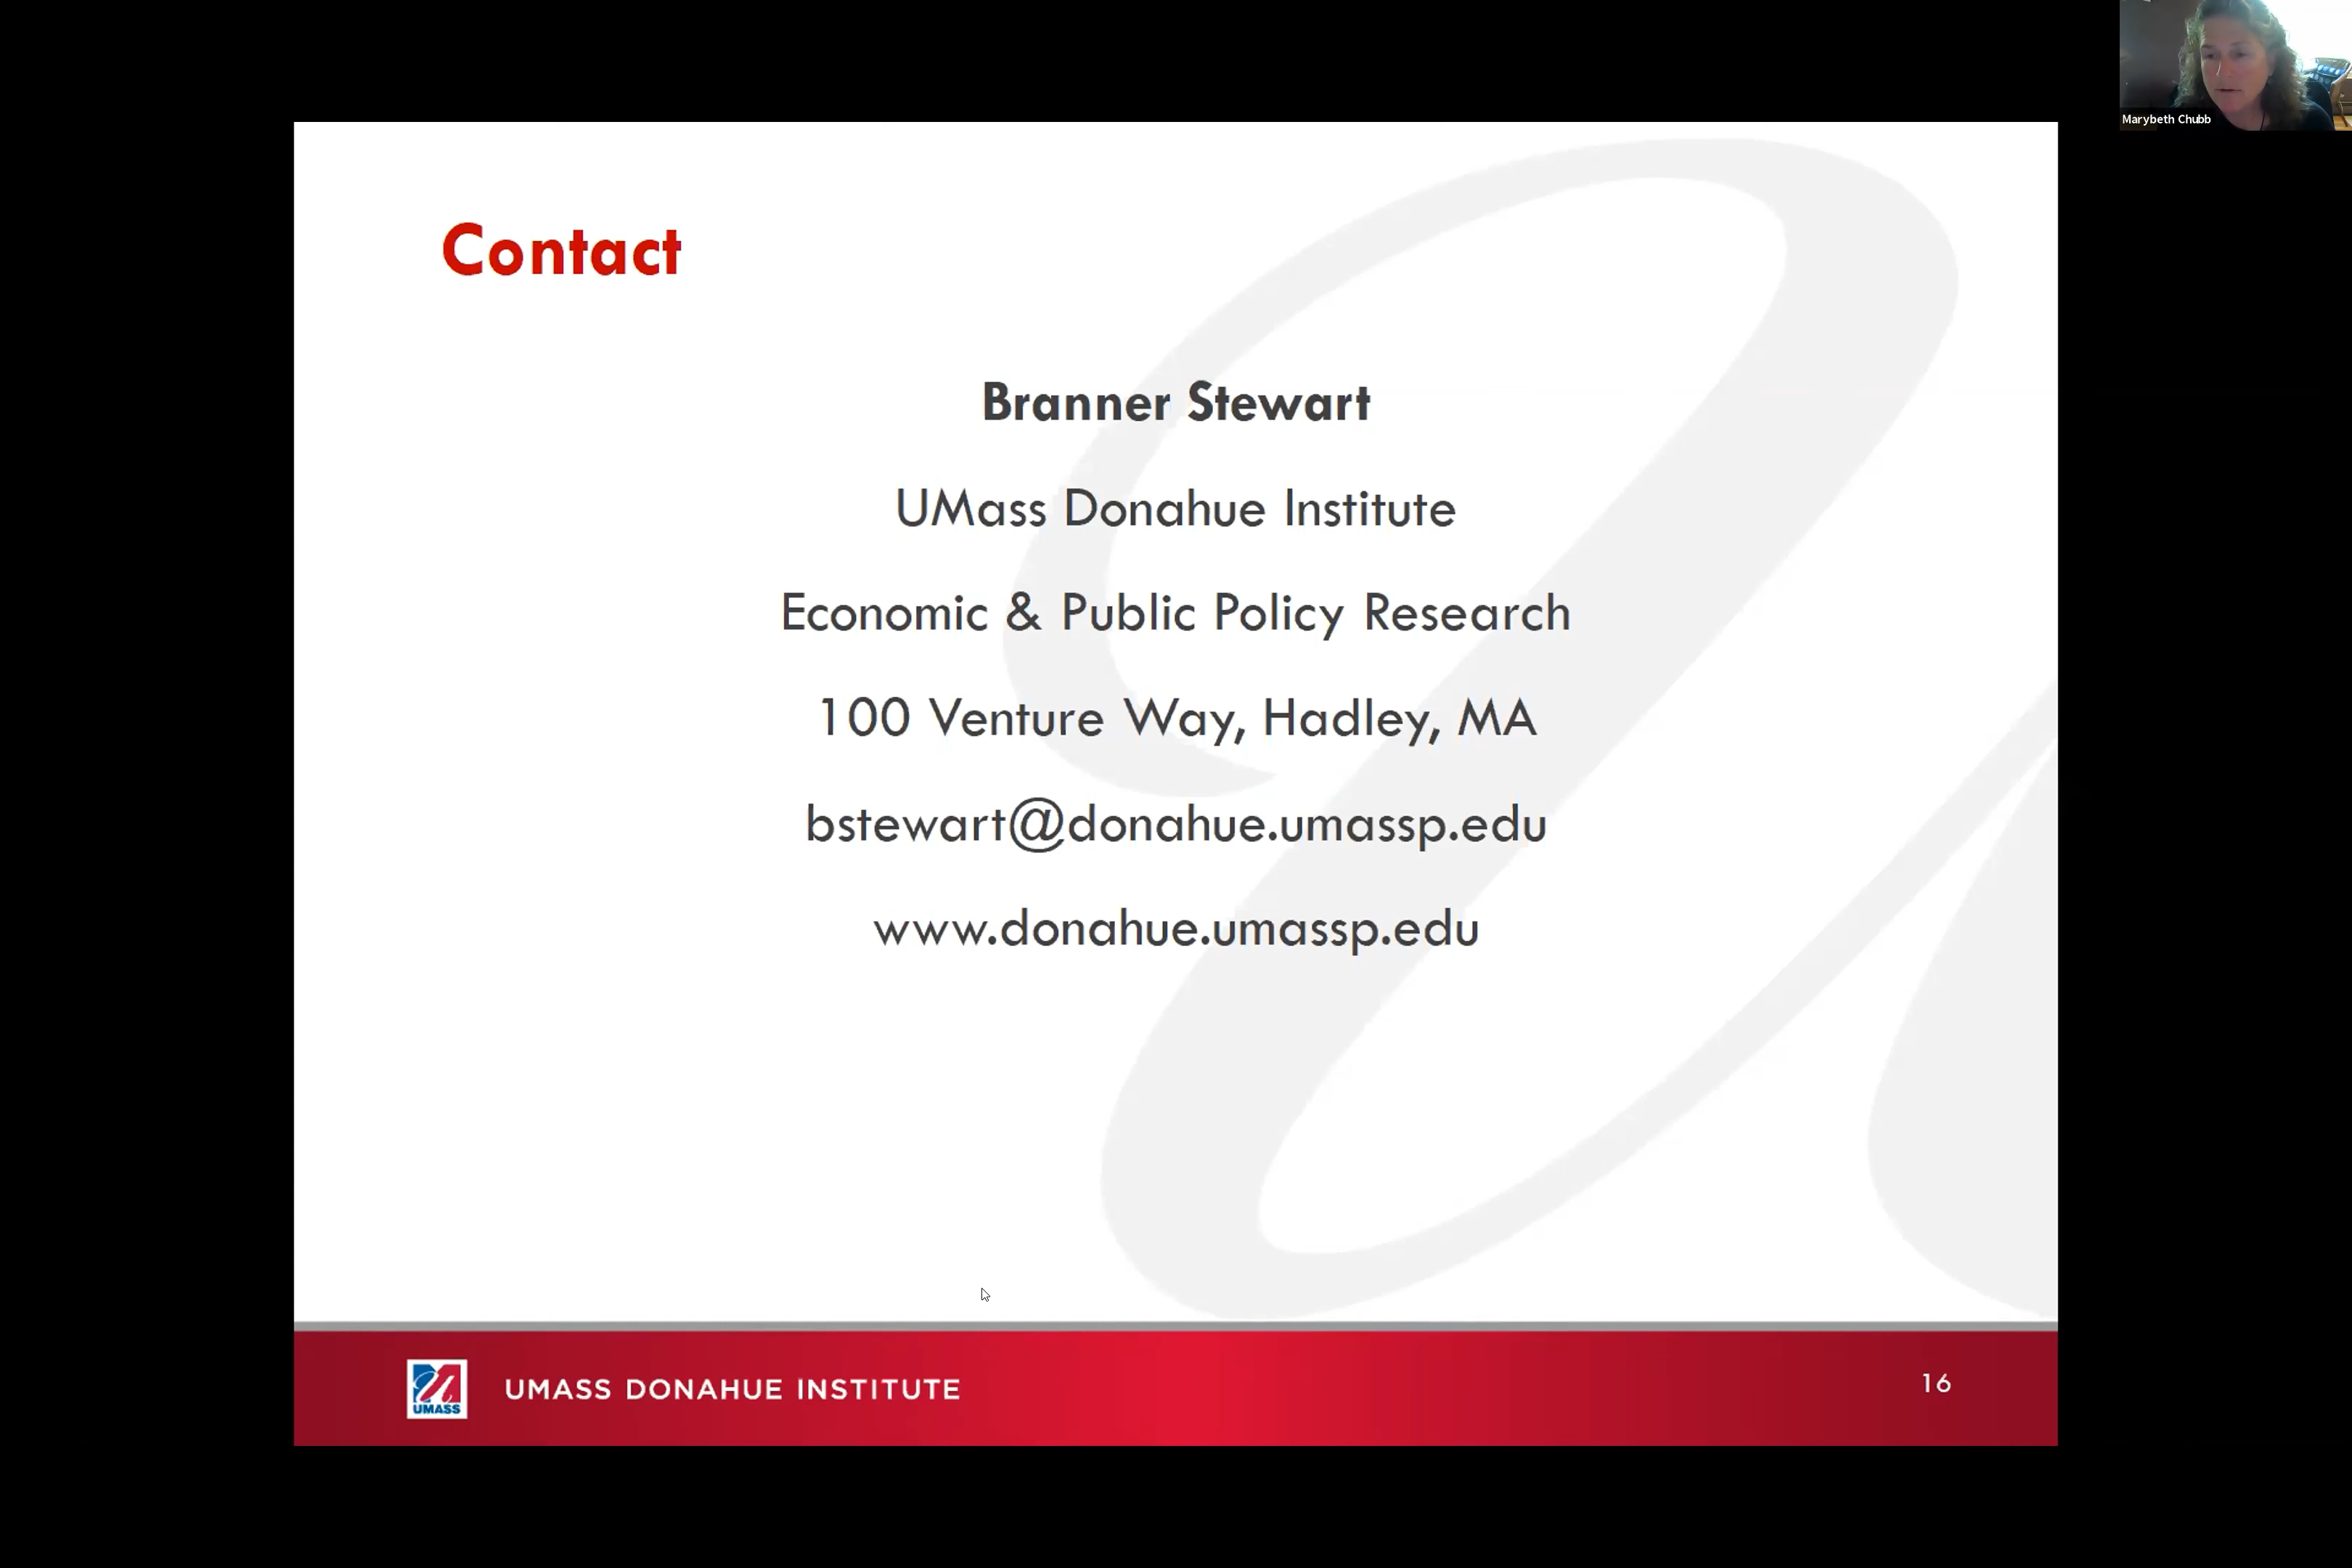 Marybeth Chubb
Contact
Branner Stewart
UMass Donahue Institute
Economic & Public Policy Research
100 Venture Way, Hadley, MA
bstewart@donahue.umassp.edu
www.donahue.umassp.edu
UMASS
UMASS DONAHUE INSTITUTE
16